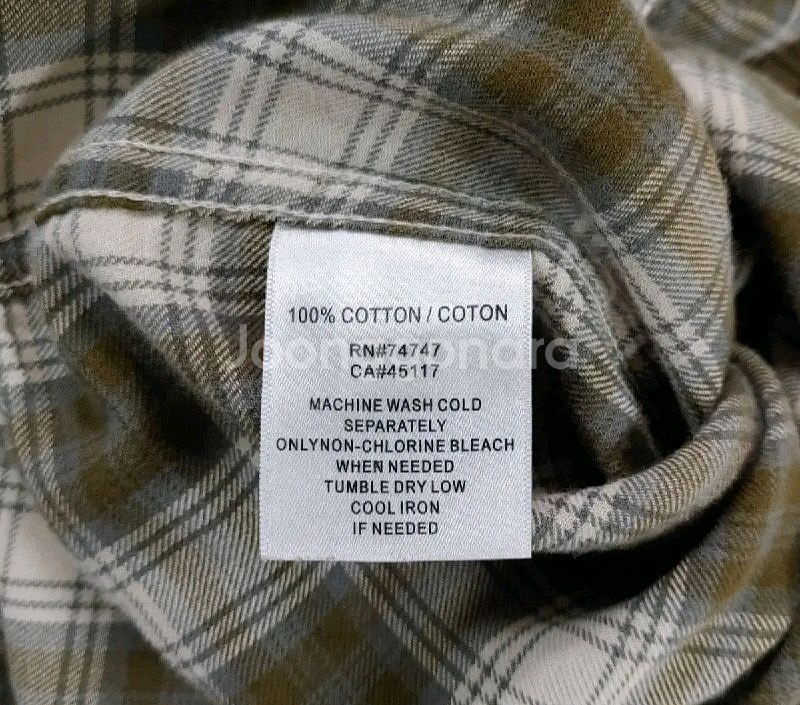 100% COTTON / COTON
RN#74747
CA#45117
MACHINE WASH COLD
SEPARATELY
ONLYNON-CHLORINE BLEACH
WHEN NEEDED
TUMBLE DRY LOW
COOL IRON
IF NEEDED